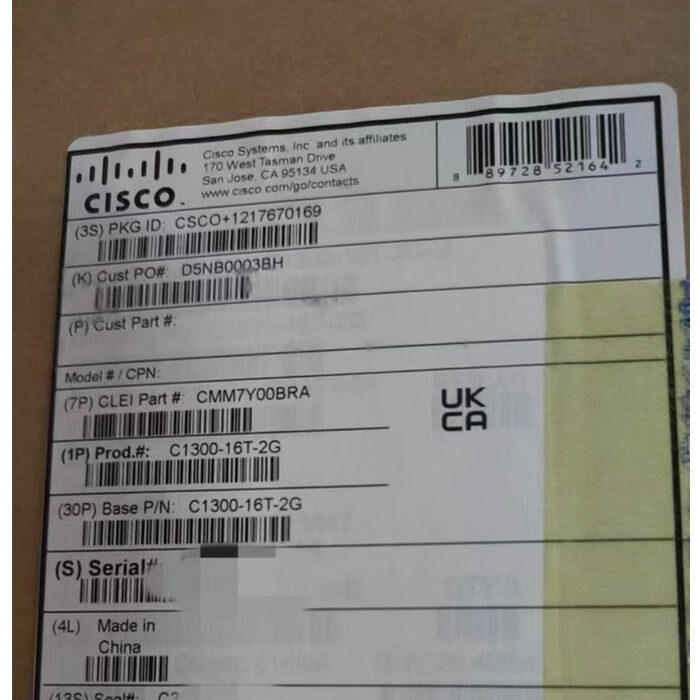 CISCO
Cisco Systems, Inc. and its affiliates
170 West Tasman Drive
San Jose, CA 95134 USA
www.cisco.com/go/contacts
8 89728 52164 2
(3S) PKG ID: CSCO+1217670169
(K) Cust PO#: D5NB0003BH
(P) Cust Part #:
Model # / CPN:
(7P) CLEI Part #: CMM7Y00BRA
UK
CA
(1P) Prod.#: C1300-16T-2G
(30P) Base P/N: C1300-16T-2G
(S) Serial#
(4L) Made in
China